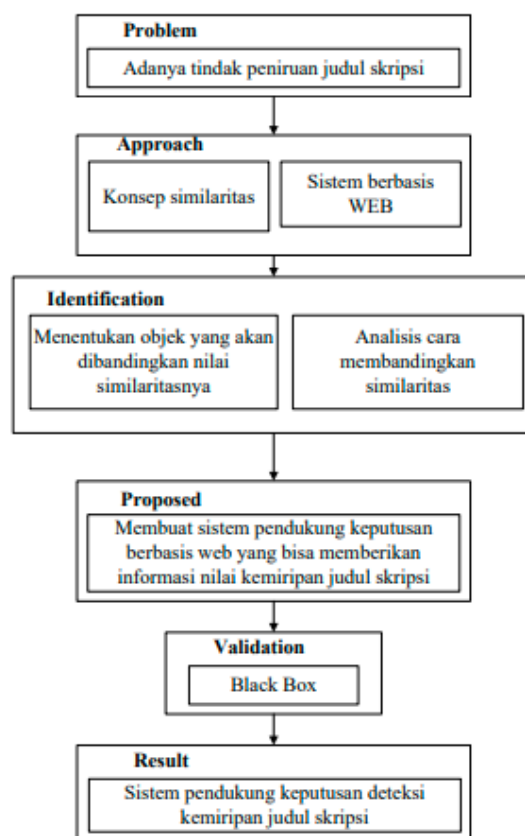 Problem
Adanya tindak peniruan judul skripsi
Approach
Konsep similaritas
Sistem berbasis
WEB
Identification
Menentukan objek yang akan
dibandingkan nilai
similaritasnya
Analisis cara
membandingkan
similaritas
Proposed
Membuat sistem pendukung keputusan
berbasis web yang bisa memberikan
informasi nilai kemiripan judul skripsi
Validation
Black Box
Result
Sistem pendukung keputusan deteksi
kemiripan judul skripsi